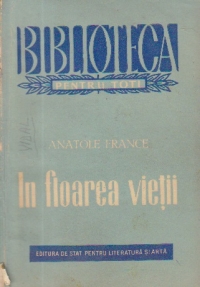 BIBLIOTECA
PENTRU TOȚI
ANATOLE FRANCE
In floarea vieții
EDITURA DE STAT PENTRU LITERATURĂ ȘI ARTĂ